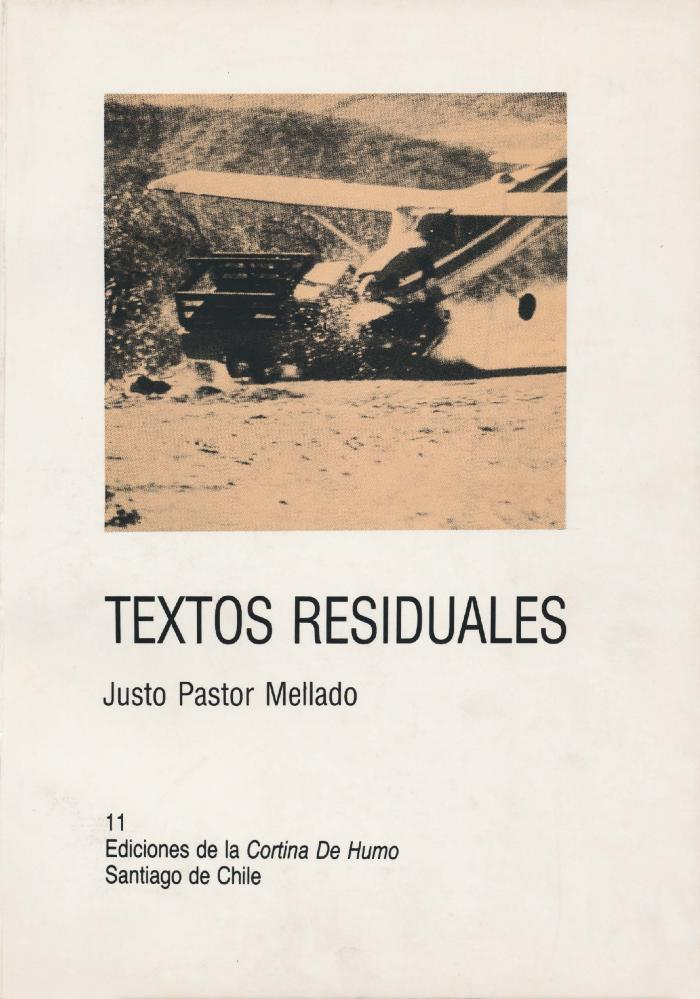 TEXTOS RESIDUALES
Justo Pastor Mellado
11
Ediciones de la Cortina De Humo
Santiago de Chile